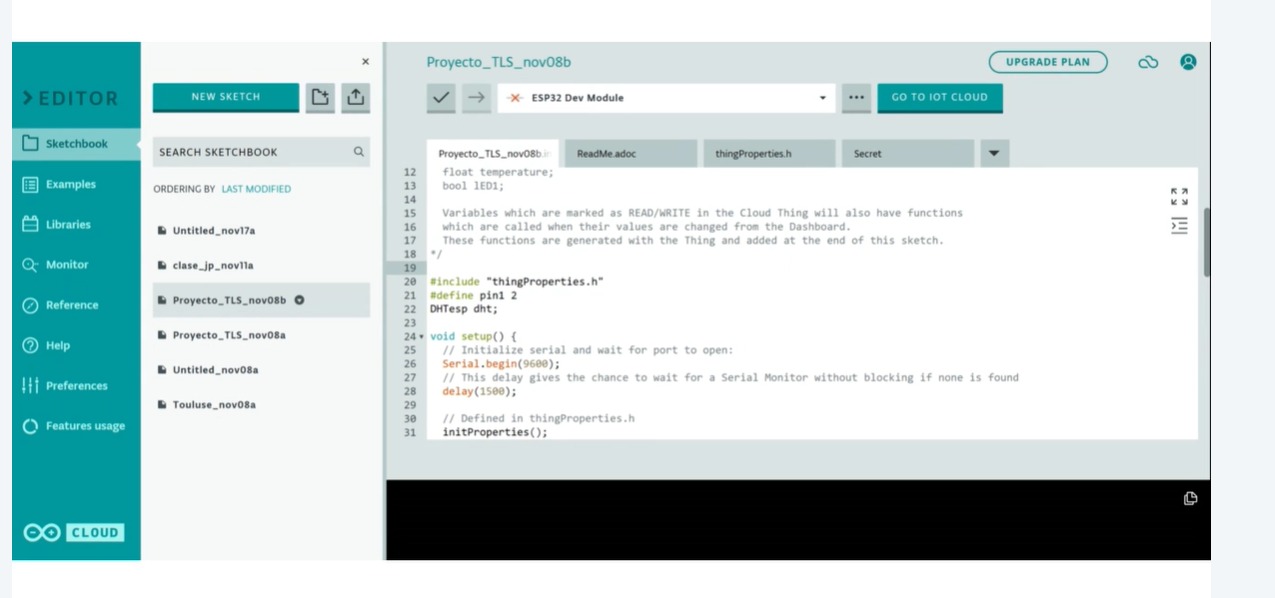 >EDITOR
Sketchbook
Examples
Libraries
Monitor
Reference
Help
Preferences
Features usage
CLOUD
×
NEW SKETCH
SEARCH SKETCHBOOK
ORDERING BY LAST MODIFIED
Untitled_nov17a
clase_jp_nov11a
Proyecto_TLS_nov08b
Proyecto_TLS_nov08a
Untitled_nov08a
Touluse_nov08a
Proyecto_TLS_nov08b
UPGRADE PLAN
ESP32 Dev Module
GO TO IOT CLOUD
Proyecto_TLS_nov08b.in ReadMe.adoc thingProperties.h Secret
12 float temperature;
13 bool lED1;
14
15 Variables which are marked as READ/WRITE in the Cloud Thing will also have functions
16 which are called when their values are changed from the Dashboard.
17 These functions are generated with the Thing and added at the end of this sketch.
18 */
19
20 #include "thingProperties.h"
21 #define pin1 2
22 DHTesp dht;
23
24 void setup() {
25 // Initialize serial and wait for port to open:
26 Serial.begin(9600);
27 // This delay gives the chance to wait for a Serial Monitor without blocking if none is found
28 delay(1500);
29
30 // Defined in thingProperties.h
31 initProperties();